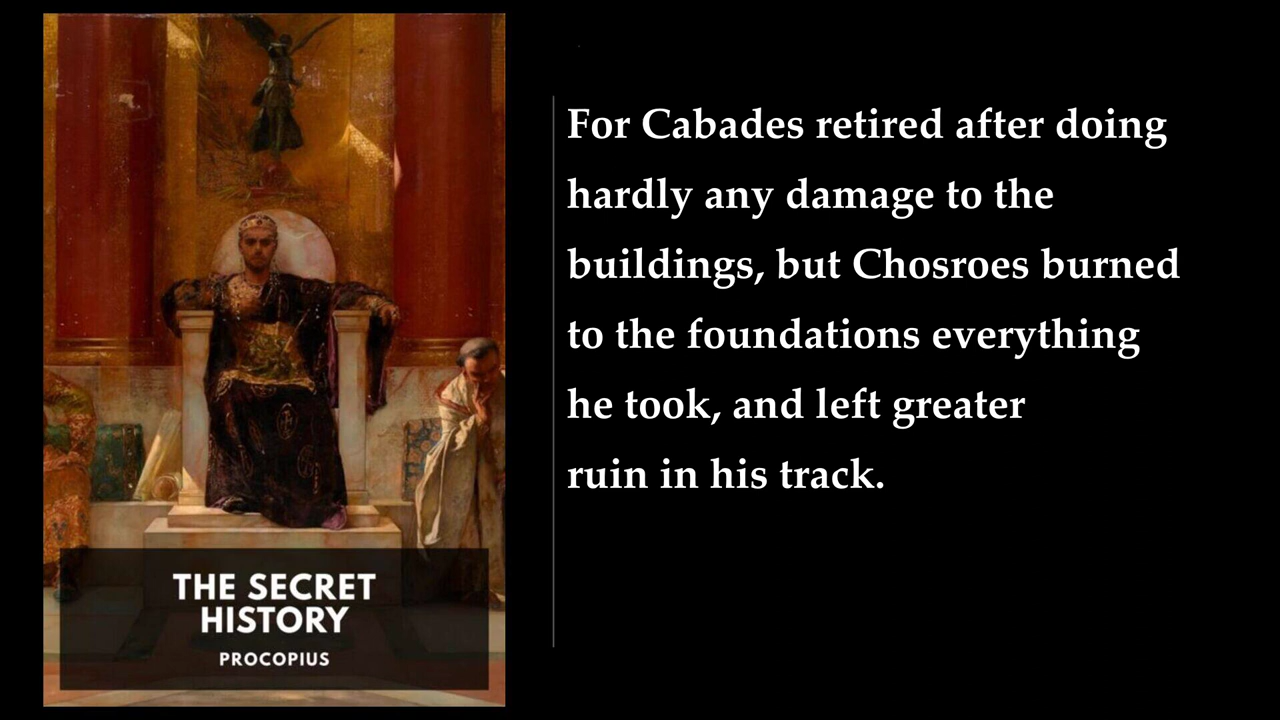 THE SECRET
HISTORY
PROCOPIUS
For Cabades retired after doing
hardly any damage to the
buildings, but Chosroes burned
to the foundations everything
he took, and left greater
ruin in his track.